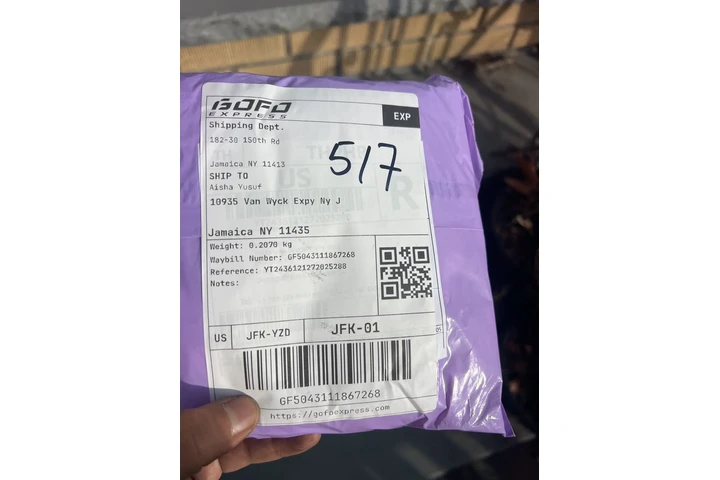 GOFO
EXPRESS
EXP
Shipping Dept.
182-30 150th Rd
Jamaica NY 11413
517
SHIP TO
Aisha Yusuf
10935 Van Wyck Expy Ny J
Jamaica NY 11435
Weight: 0.2070 kg
Waybill Number: GF5043111867268
Reference: YT2436121272025280
Notes:
US
JFK-YZD
JFK-01
GF5043111867268
https://gofoexpress.com